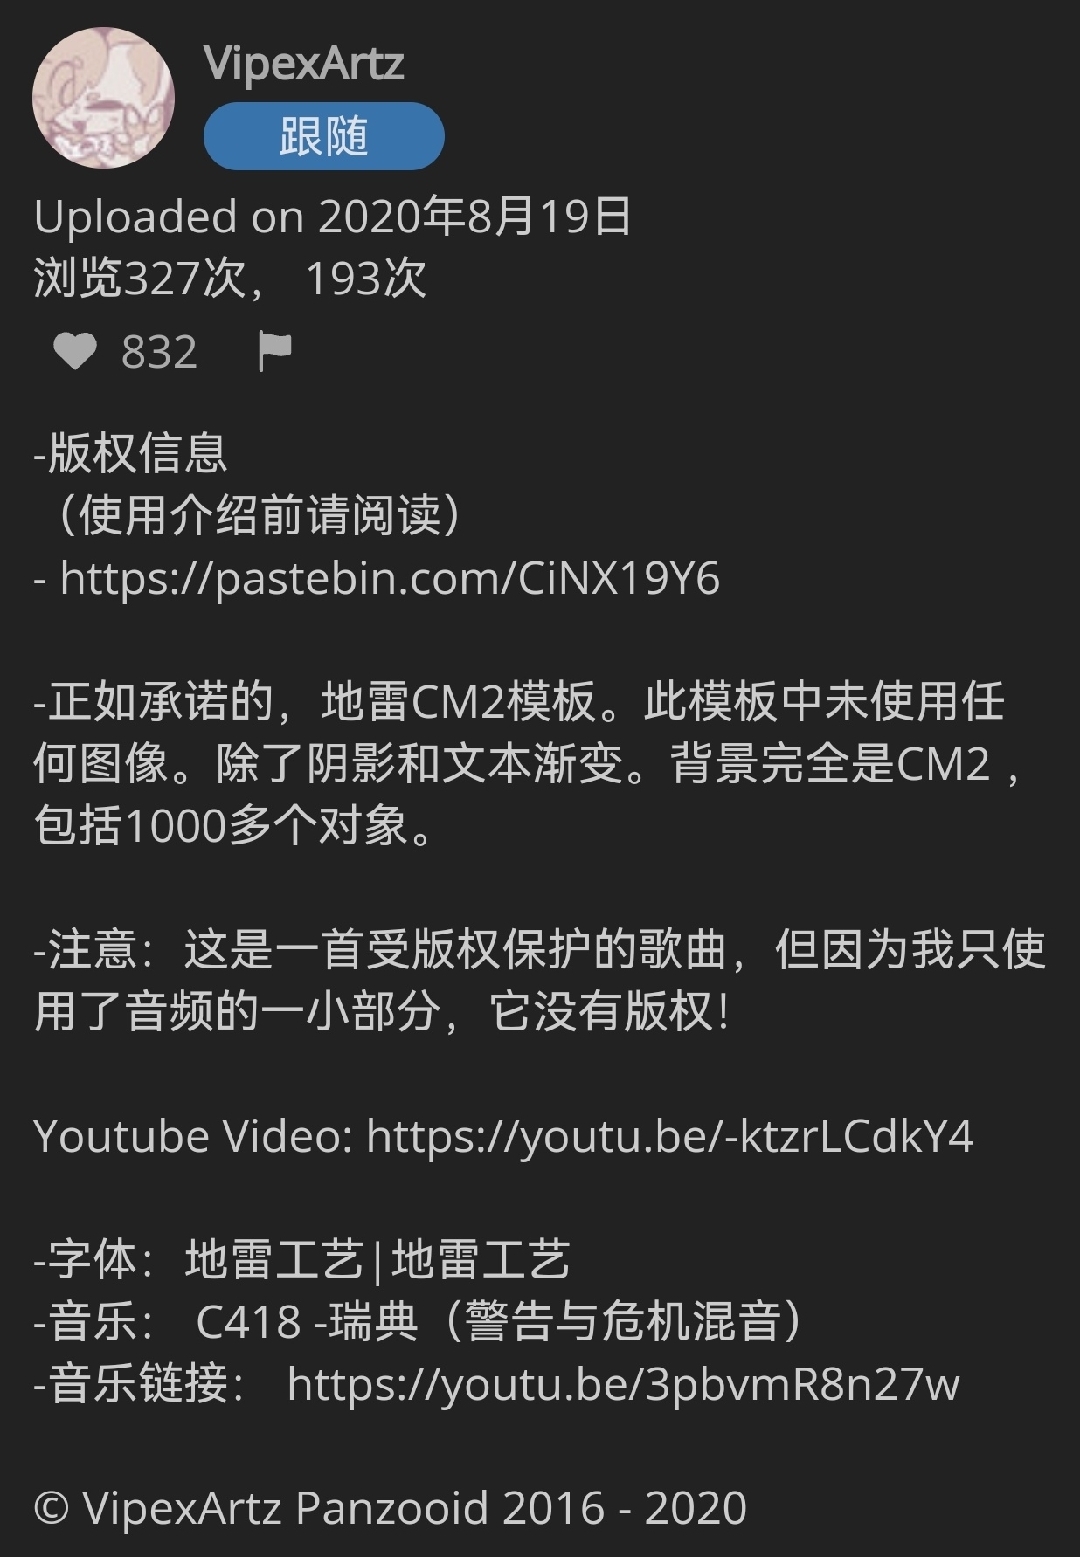 VipexArtz
跟随
Uploaded on 2020年8月19日
浏览327次， 193次
832
-版权信息
（使用介绍前请阅读）
- https://pastebin.com/CiNX19Y6
-正如承诺的，地雷CM2模板。此模板中未使用任
何图像。除了阴影和文本渐变。背景完全是CM2，
包括1000多个对象。
-注意：这是一首受版权保护的歌曲，但因为我只使
用了音频的一小部分，它没有版权！
Youtube Video: https://youtu.be/-ktzrLCdkY4
-字体：地雷工艺|地雷工艺
-音乐： C418 -瑞典（警告与危机混音）
-音乐链接： https://youtu.be/3pbvmR8n27w
© VipexArtz Panzooid 2016 - 2020